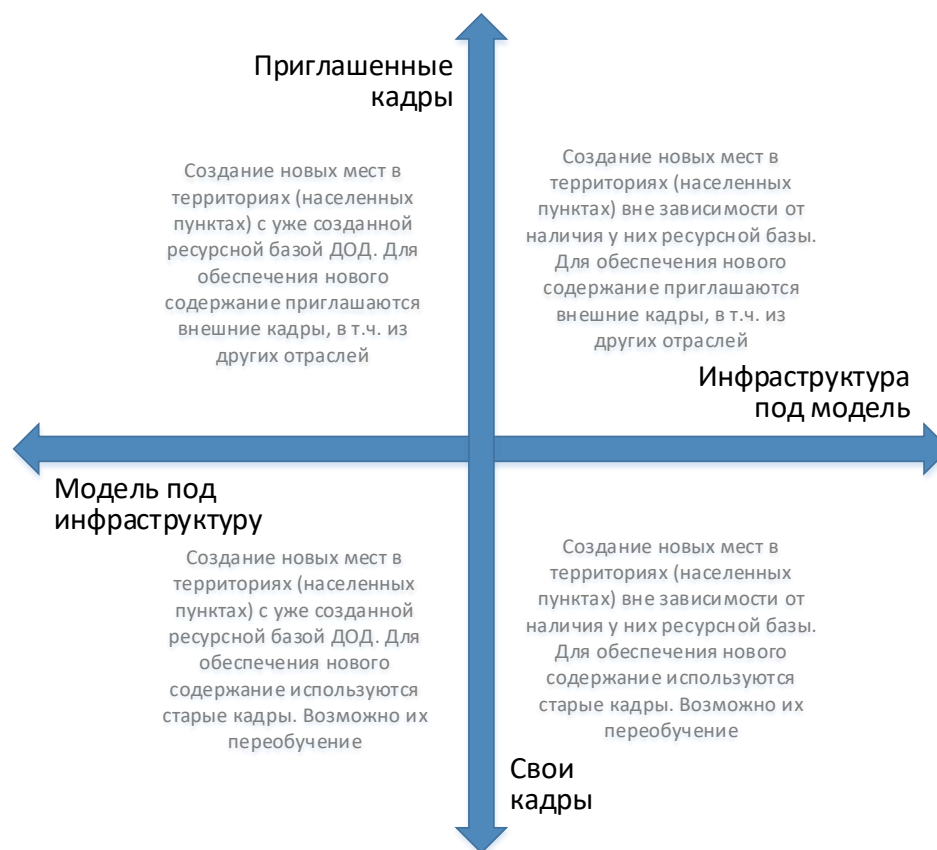 Приглашенные
кадры
Создание новых мест в
территориях (населенных
пунктах) с уже созданной
ресурсной базой ДОД. Для
обеспечения нового
содержание приглашаются
внешние кадры, в т.ч. из
других отраслей
Создание новых мест в
территориях (населенных
пунктах) вне зависимости от
наличия у них ресурсной базы.
Для обеспечения нового
содержание приглашаются
внешние кадры, в т.ч. из
других отраслей
Инфраструктура
под модель
Модель под
инфраструктуру
Создание новых мест в
территориях (населенных
пунктах) с уже созданной
ресурсной базой ДОД. Для
обеспечения нового
содержание используются
старые кадры. Возможно их
переобучение
Создание новых мест в
территориях (населенных
пунктах) вне зависимости от
наличия у них ресурсной базы.
Для обеспечения нового
содержание используются
старые кадры. Возможно их
переобучение
Свои
кадры